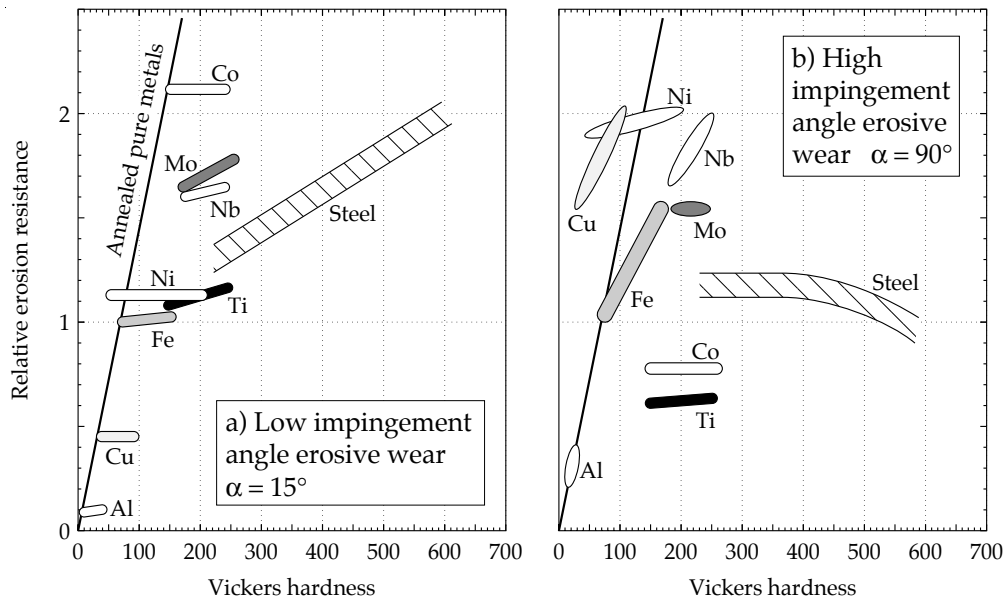 Relative erosion resistance
2
1
0
Annealed pure metals
Co
Mo
Nb
Steel
Ni
Ti
Fe
Cu
Al
a) Low impingement
angle erosive wear
α = 15°
0 100 200 300 400 500 600 700
Vickers hardness
b) High
impingement
angle erosive
wear α = 90°
Ni
Nb
Cu
Mo
Fe
Steel
Co
Ti
Al
0 100 200 300 400 500 600 700
Vickers hardness